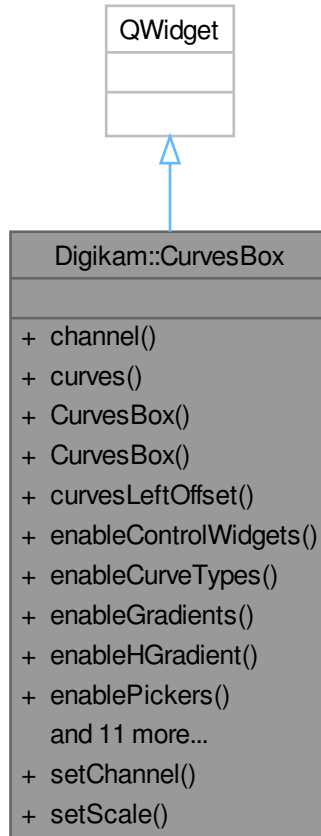 QWidget
Digikam::CurvesBox
+ channel()
+ curves()
+ CurvesBox()
+ CurvesBox()
+ curvesLeftOffset()
+ enableControlWidgets()
+ enableCurveTypes()
+ enableGradients()
+ enableHGradient()
+ enablePickers()
and 11 more...
+ setChannel()
+ setScale()